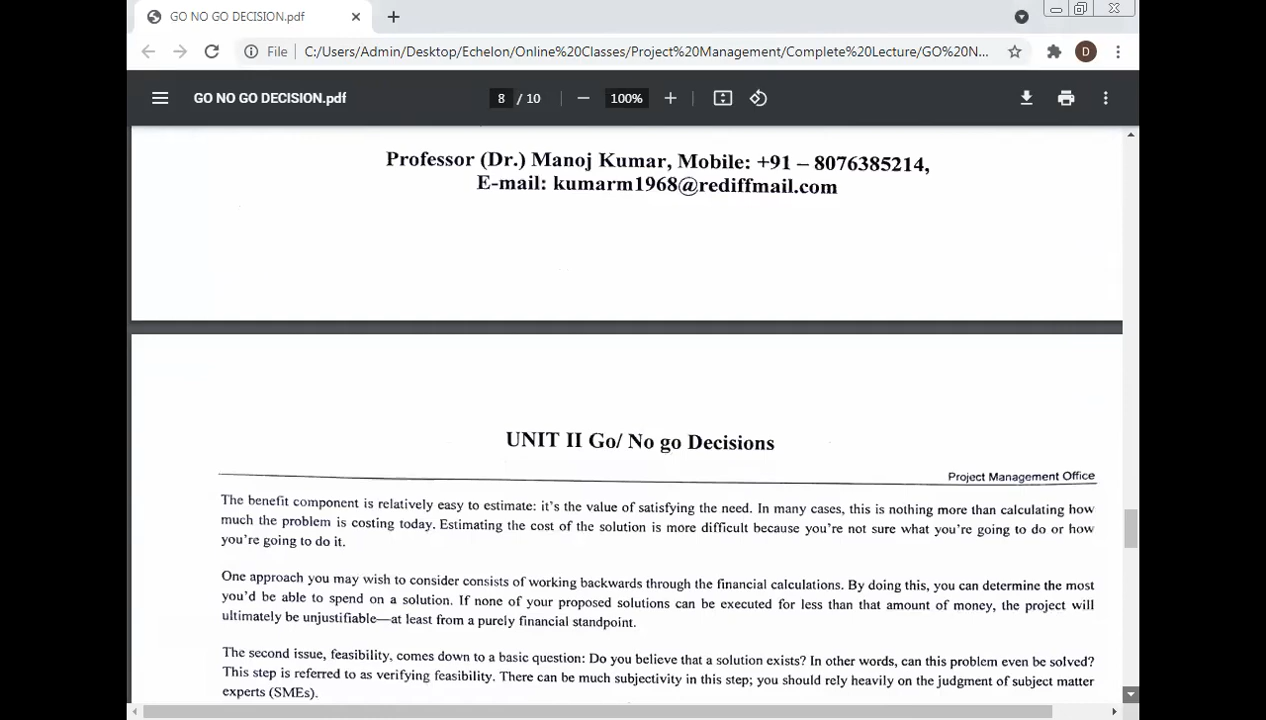 GO NO GO DECISION.pdf
File C:/Users/Admin/Desktop/Echelon/Online%20Classes/Project%20Management/Complete%20Lecture/GO%20N...
D
GO NO GO DECISION.pdf 8 / 10 100%
Professor (Dr.) Manoj Kumar, Mobile: +91 – 8076385214,
E-mail: kumarm1968@rediffmail.com
UNIT II Go/ No go Decisions
Project Management Office
The benefit component is relatively easy to estimate: it's the value of satisfying the need. In many cases, this is nothing more than calculating how
much the problem is costing today. Estimating the cost of the solution is more difficult because you're not sure what you're going to do or how
you're going to do it.
One approach you may wish to consider consists of working backwards through the financial calculations. By doing this, you can determine the most
you'd be able to spend on a solution. If none of your proposed solutions can be executed for less than that amount of money, the project will
ultimately be unjustifiable—at least from a purely financial standpoint.
The second issue, feasibility, comes down to a basic question: Do you believe that a solution exists? In other words, can this problem even be solved?
This step is referred to as verifying feasibility. There can be much subjectivity in this step; you should rely heavily on the judgment of subject matter
experts (SMEs).